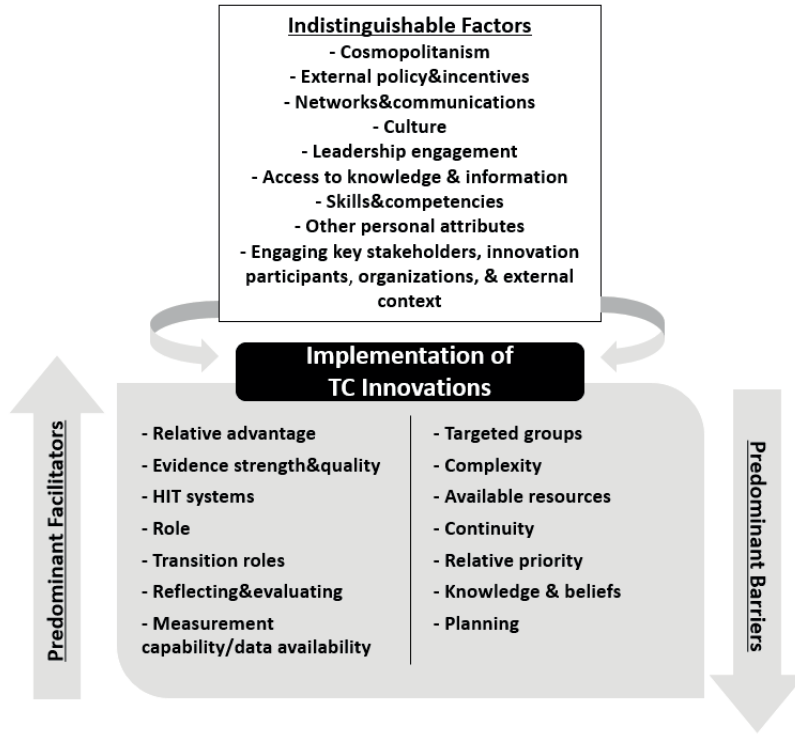 Indistinguishable Factors
- Cosmopolitanism
- External policy&incentives
- Networks&communications
- Culture
- Leadership engagement
- Access to knowledge & information
- Skills&competencies
- Other personal attributes
- Engaging key stakeholders, innovation
participants, organizations, & external
context
Implementation of
TC Innovations
Predominant Facilitators
- Relative advantage
- Evidence strength&quality
- HIT systems
- Role
- Transition roles
- Reflecting&evaluating
- Measurement
capability/data availability
- Targeted groups
- Complexity
- Available resources
- Continuity
- Relative priority
- Knowledge & beliefs
- Planning
Predominant Barriers